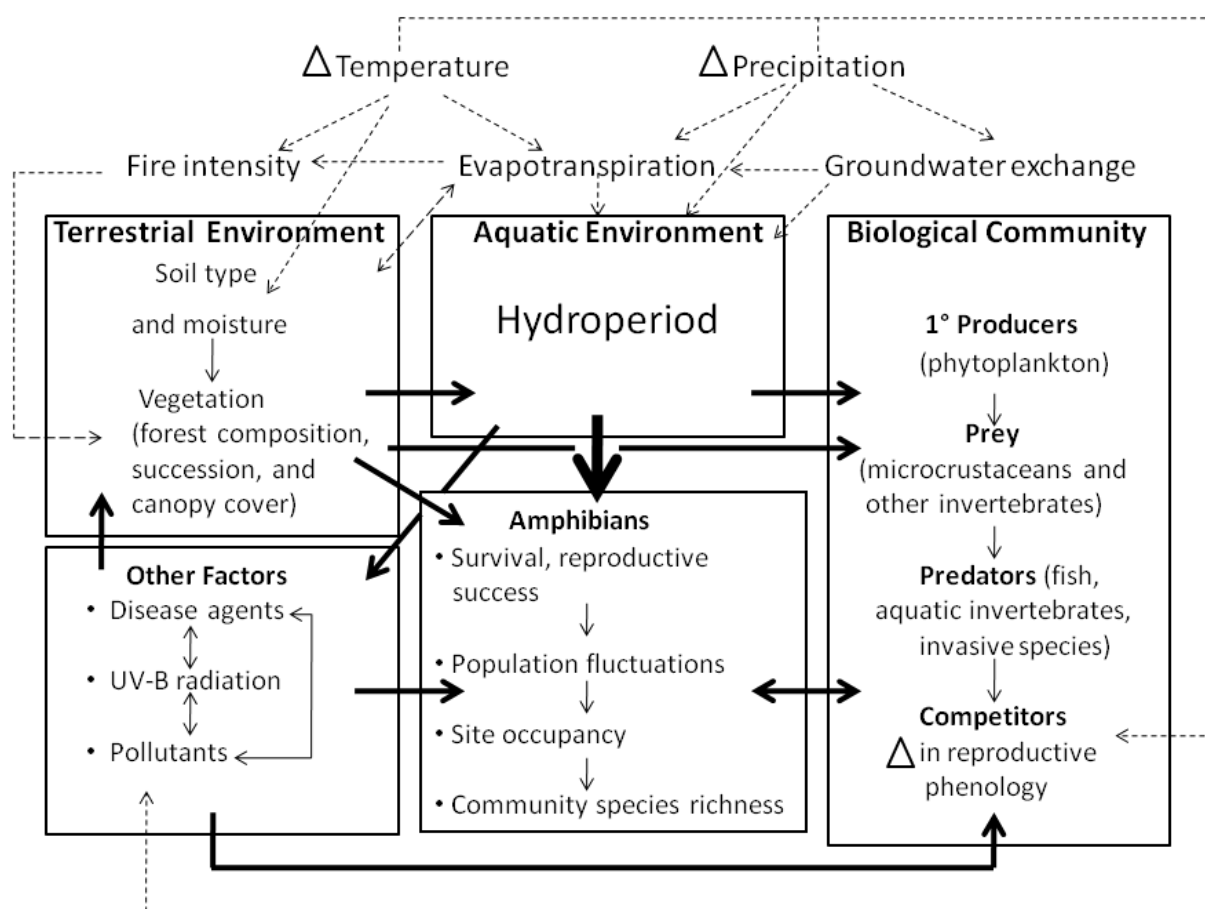 Δ Temperature
Δ Precipitation
Fire intensity
Evapotranspiration
Groundwater exchange
Terrestrial Environment
Soil type
and moisture
Vegetation
(forest composition,
succession, and
canopy cover)
Aquatic Environment
Hydroperiod
Biological Community
1° Producers
(phytoplankton)
Prey
(microcrustaceans and
other invertebrates)
Predators (fish,
aquatic invertebrates,
invasive species)
Competitors
Δ in reproductive
phenology
Amphibians
• Survival, reproductive
success
• Population fluctuations
• Site occupancy
• Community species richness
Other Factors
• Disease agents
• UV-B radiation
• Pollutants